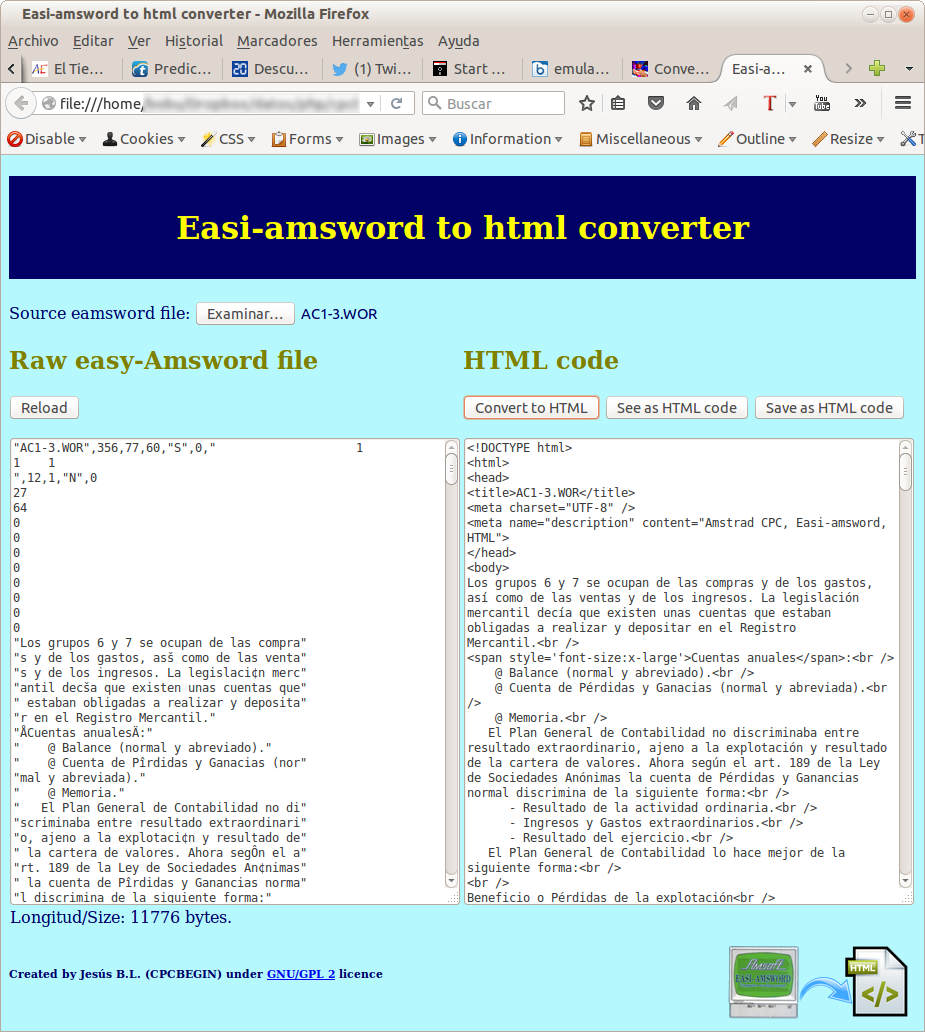 Easi-amsword to html converter - Mozilla Firefox
Archivo Editar Ver Historial Marcadores Herramientas Ayuda
El Tie... Predic... Descu... (1) Twi... Start ... emula... Conve... Easi-a...
file:///home/ Buscar
Disable Cookies CSS Forms Images Information Miscellaneous Outline Resize T
Easi-amsword to html converter
Source eamsword file: Examinar... AC1-3.WOR
Raw easy-Amsword file
Reload
"AC1-3.WOR",356,77,60,"S",0," 1
1 1
",12,1,"N",0
27
64
0
0
0
0
0
0
0
0
"Los grupos 6 y 7 se ocupan de las compra"
"s y de los gastos, asš como de las venta"
"s y de los ingresos. La legislaci¢n merc"
"antil decša que existen unas cuentas que"
" estaban obligadas a realizar y deposita"
"r en el Registro Mercantil."
"ÅCuentas anualesÄ:"
" @ Balance (normal y abreviado)."
" @ Cuenta de Pîrdidas y Ganacias (nor"
"mal y abreviada)."
" @ Memoria."
" El Plan General de Contabilidad no di"
"scriminaba entre resultado extraordinari"
"o, ajeno a la explotaci¢n y resultado de"
" la cartera de valores. Ahora segÔn el a"
"rt. 189 de la Ley de Sociedades An¢nimas"
" la cuenta de Pîrdidas y Ganancias norma"
"l discrimina de la siguiente forma:"
HTML code
Convert to HTML See as HTML code Save as HTML code
<!DOCTYPE html>
<html>
<head>
<title>AC1-3.WOR</title>
<meta charset="UTF-8" />
<meta name="description" content="Amstrad CPC, Easi-amsword,
HTML">
</head>
<body>
Los grupos 6 y 7 se ocupan de las compras y de los gastos,
así como de las ventas y de los ingresos. La legislación
mercantil decía que existen unas cuentas que estaban
obligadas a realizar y depositar en el Registro
Mercantil.<br />
<span style='font-size:x-large'>Cuentas anuales</span>:<br />
@ Balance (normal y abreviado).<br />
@ Cuenta de Pérdidas y Ganacias (normal y abreviada).<br
/>
@ Memoria.<br />
El Plan General de Contabilidad no discriminaba entre
resultado extraordinario, ajeno a la explotación y resultado
de la cartera de valores. Ahora según el art. 189 de la Ley
de Sociedades Anónimas la cuenta de Pérdidas y Ganancias
normal discrimina de la siguiente forma:<br />
- Resultado de la actividad ordinaria.<br />
- Ingresos y Gastos extraordinarios.<br />
- Resultado del ejercicio.<br />
El Plan General de Contabilidad lo hace mejor de la
siguiente forma:<br />
<br />
Beneficio o Pérdidas de la explotación<br />
Longitud/Size: 11776 bytes.
Created by Jesús B.L. (CPCBEGIN) under GNU/GPL 2 licence
Amsoft
EASI-AMSWORD
HTML
</>